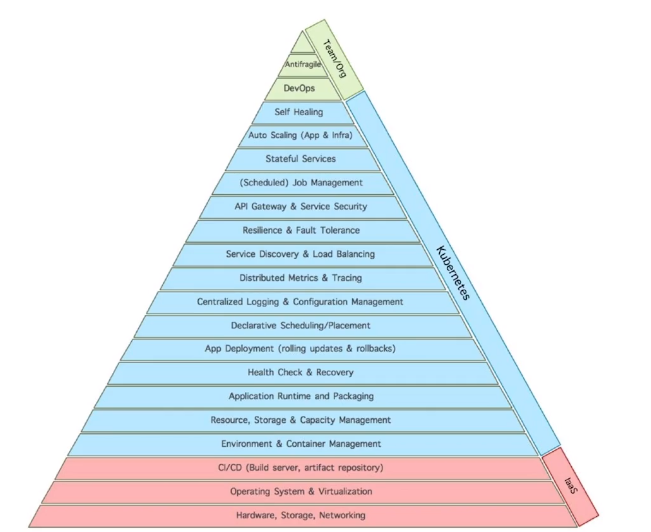 Team/Org
Antifragile
DevOps
Self Healing
Auto Scaling (App & Infra)
Stateful Services
(Scheduled) Job Management
API Gateway & Service Security
Resilience & Fault Tolerance
Service Discovery & Load Balancing
Kubernetes
Distributed Metrics & Tracing
Centralized Logging & Configuration Management
Declarative Scheduling/Placement
App Deployment (rolling updates & rollbacks)
Health Check & Recovery
Application Runtime and Packaging
Resource, Storage & Capacity Management
Environment & Container Management
CI/CD (Build server, artifact repository)
IaaS
Operating System & Virtualization
Hardware, Storage, Networking